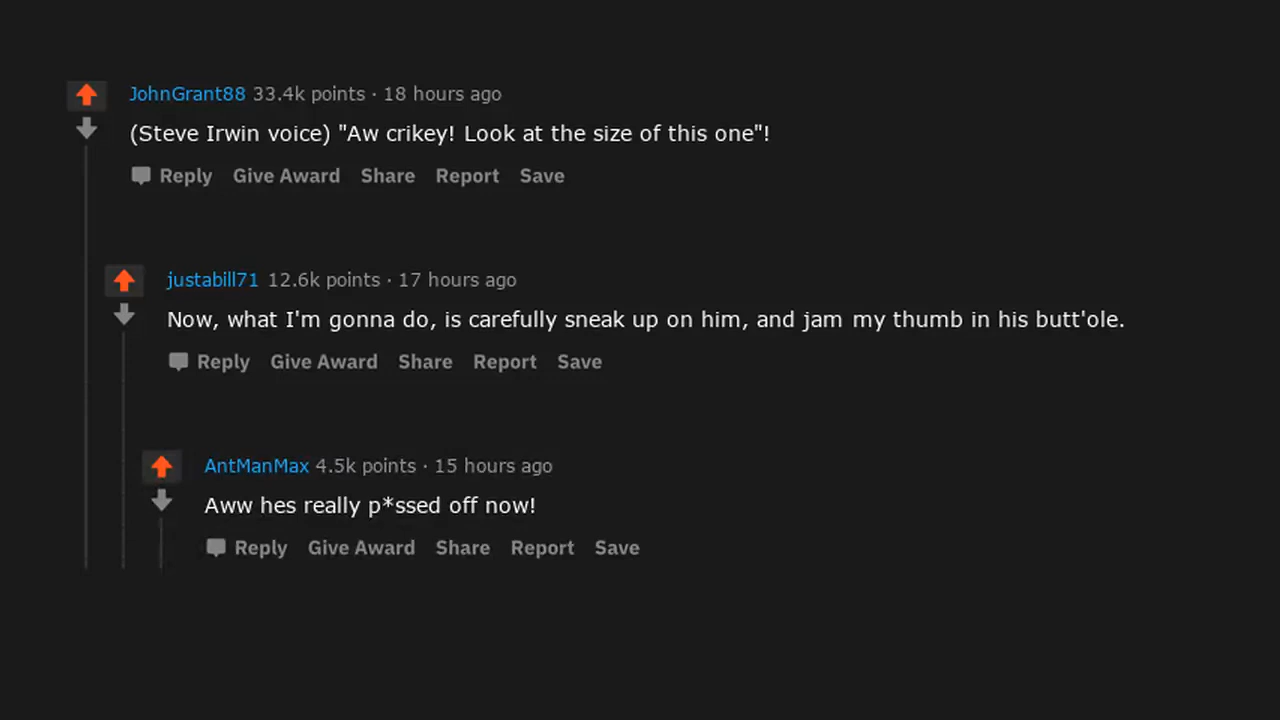 JohnGrant88 33.4k points · 18 hours ago
(Steve Irwin voice) "Aw crikey! Look at the size of this one"!
Reply Give Award Share Report Save
justabill71 12.6k points · 17 hours ago
Now, what I'm gonna do, is carefully sneak up on him, and jam my thumb in his butt'ole.
Reply Give Award Share Report Save
AntManMax 4.5k points · 15 hours ago
Aww hes really p*ssed off now!
Reply Give Award Share Report Save